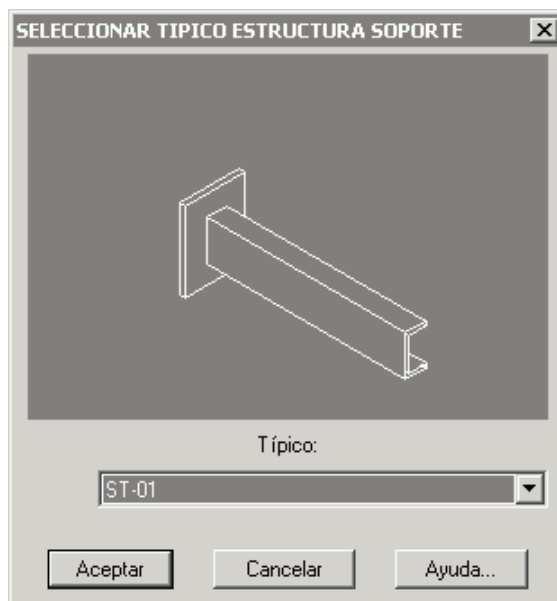 SELECCIONAR TIPICO ESTRUCTURA SOPORTE
Típico:
ST-01
Aceptar Cancelar Ayuda...